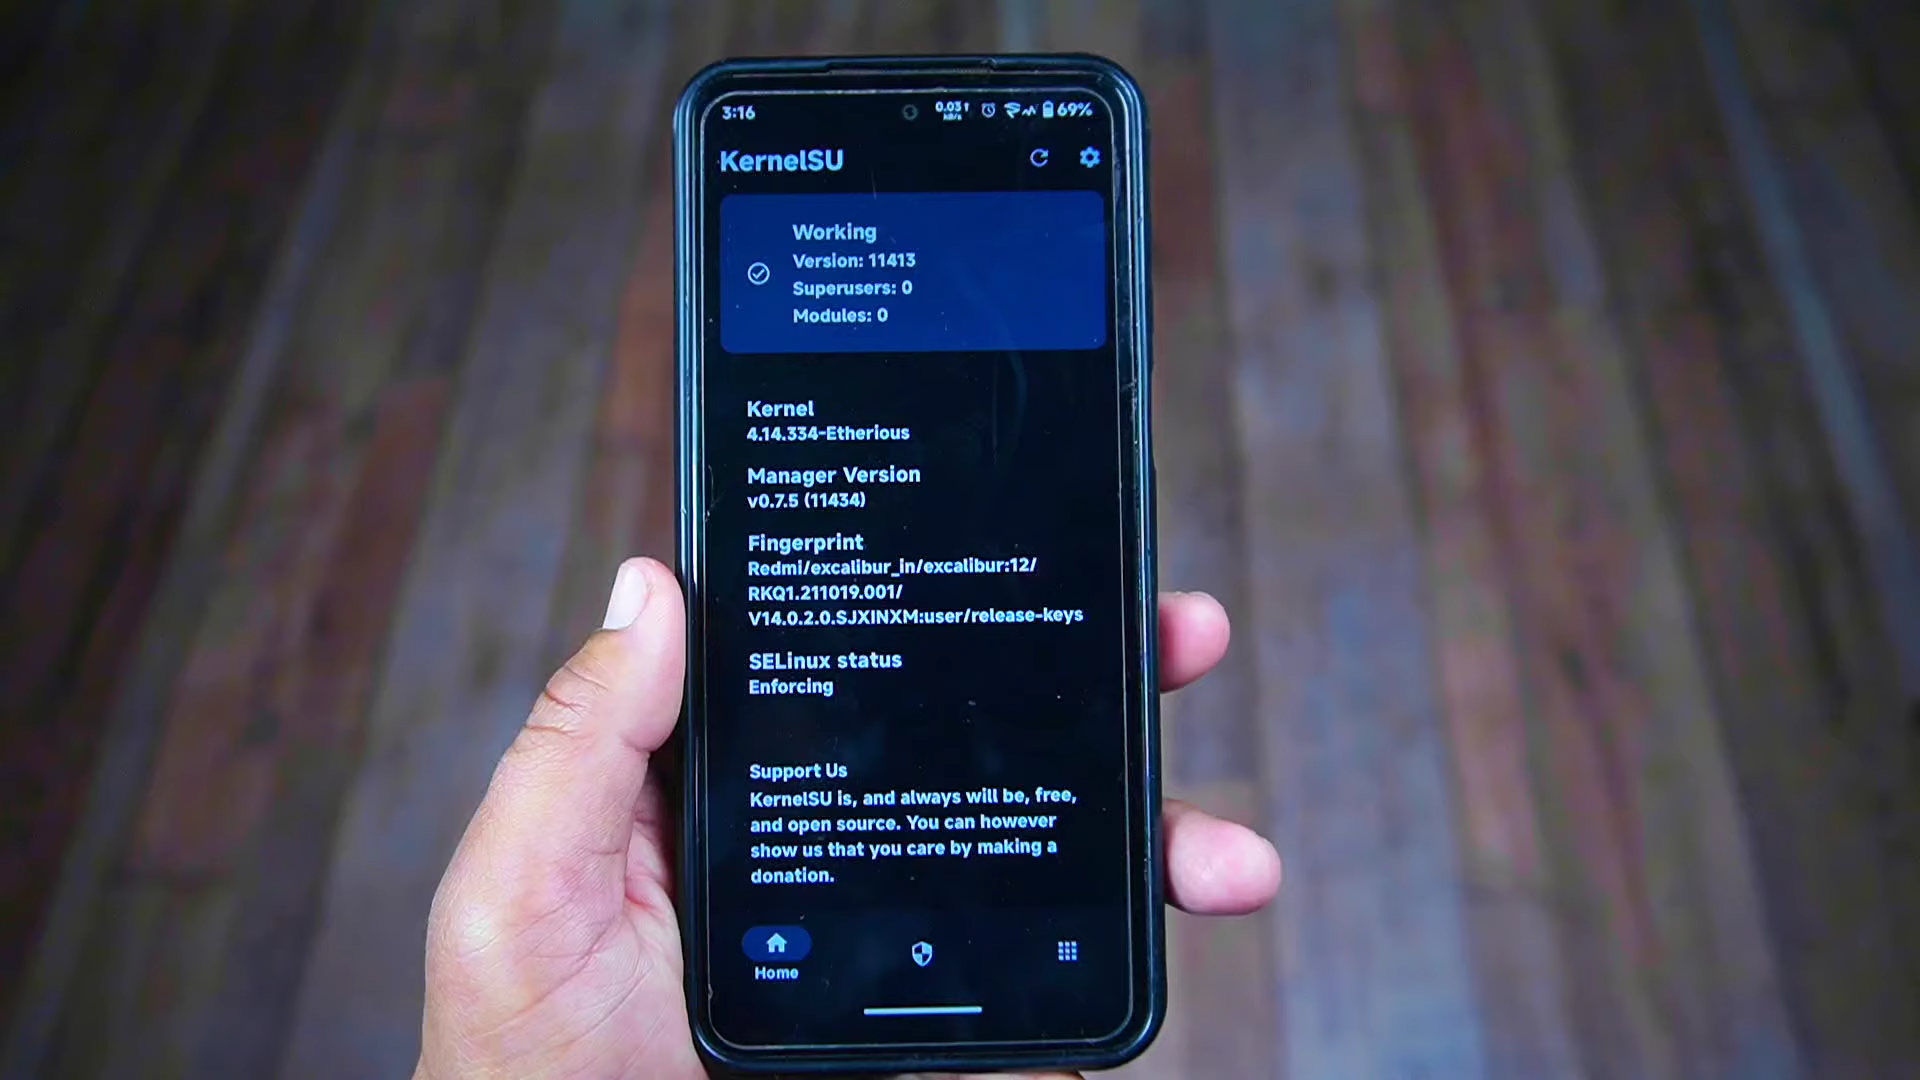 3:16
0.03↑
kB/s
69%
KernelSU
Working
Version: 11413
Superusers: 0
Modules: 0
Kernel
4.14.334-Etherious
Manager Version
v0.7.5 (11434)
Fingerprint
Redmi/excalibur_in/excalibur:12/
RKQ1.211019.001/
V14.0.2.0.SJXINXM:user/release-keys
SELinux status
Enforcing
Support Us
KernelSU is, and always will be, free,
and open source. You can however
show us that you care by making a
donation.
Home